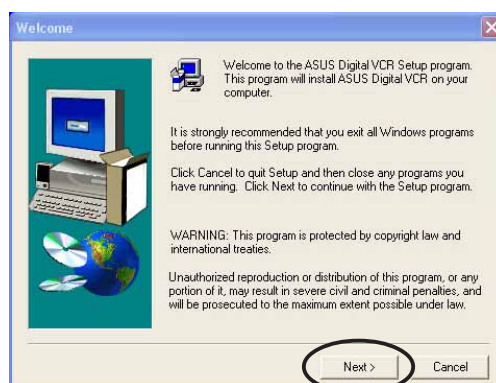 Welcome
Welcome to the ASUS Digital VCR Setup program.
This program will install ASUS Digital VCR on your
computer.
It is strongly recommended that you exit all Windows programs
before running this Setup program.
Click Cancel to quit Setup and then close any programs you
have running. Click Next to continue with the Setup program.
WARNING: This program is protected by copyright law and
international treaties.
Unauthorized reproduction or distribution of this program, or any
portion of it, may result in severe civil and criminal penalties, and
will be prosecuted to the maximum extent possible under law.
Next > Cancel